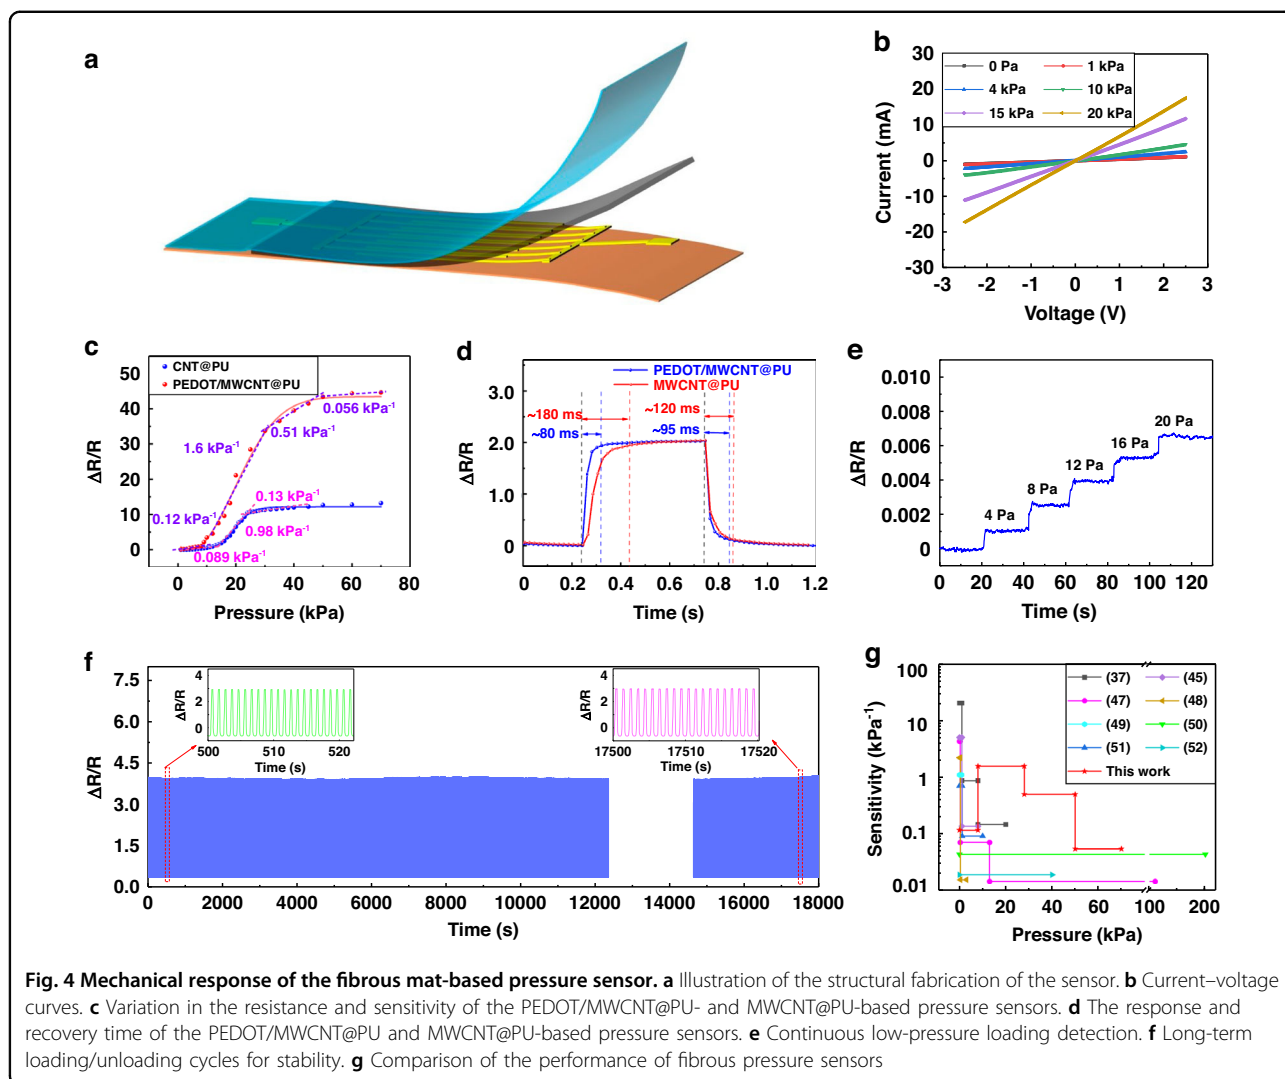 a
b
30
20
10
0
-10
-20
-30
Current (mA)
0 Pa
1 kPa
4 kPa
10 kPa
15 kPa
20 kPa
-3
-2
-1
0
1
2
3
Voltage (V)
c
50
40
30
20
10
0
ΔR/R
CNT@PU
PEDOT/MWCNT@PU
0.056 kPa⁻¹
0.51 kPa⁻¹
1.6 kPa⁻¹
0.13 kPa⁻¹
0.12 kPa⁻¹
0.98 kPa⁻¹
0.089 kPa⁻¹
0
20
40
60
80
Pressure (kPa)
d
3.0
2.0
1.0
0
ΔR/R
PEDOT/MWCNT@PU
MWCNT@PU
~180 ms
~120 ms
~80 ms
~95 ms
0
0.2
0.4
0.6
0.8
1.0
1.2
Time (s)
e
0.010
0.008
0.006
0.004
0.002
0
ΔR/R
4 Pa
8 Pa
12 Pa
16 Pa
20 Pa
0
20
40
60
80
100
120
Time (s)
f
7.5
6.0
4.5
3.0
1.5
0.0
ΔR/R
4
2
0
ΔR/R
500
510
520
Time (s)
4
2
0
ΔR/R
17500
17510
17520
Time (s)
0
2000
4000
6000
8000
10000
12000
14000
16000
18000
Time (s)
g
100
10
1
0.1
0.01
Sensitivity (kPa⁻¹)
(37)
(45)
(47)
(48)
(49)
(50)
(51)
(52)
This work
0
20
40
60
80
100
200
Pressure (kPa)
Fig. 4 Mechanical response of the fibrous mat-based pressure sensor. a Illustration of the structural fabrication of the sensor. b Current–voltage
curves. c Variation in the resistance and sensitivity of the PEDOT/MWCNT@PU- and MWCNT@PU-based pressure sensors. d The response and
recovery time of the PEDOT/MWCNT@PU and MWCNT@PU-based pressure sensors. e Continuous low-pressure loading detection. f Long-term
loading/unloading cycles for stability. g Comparison of the performance of fibrous pressure sensors